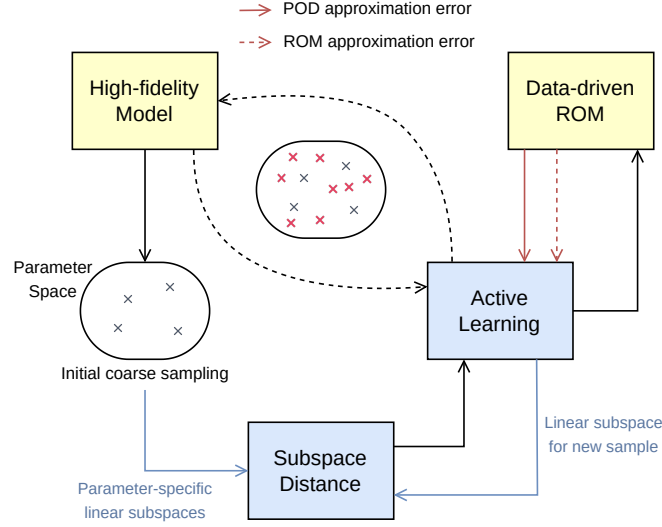 POD approximation error
ROM approximation error
High-fidelity
Model
Data-driven
ROM
Parameter
Space
Initial coarse sampling
Active
Learning
Linear subspace
for new sample
Subspace
Distance
Parameter-specific
linear subspaces